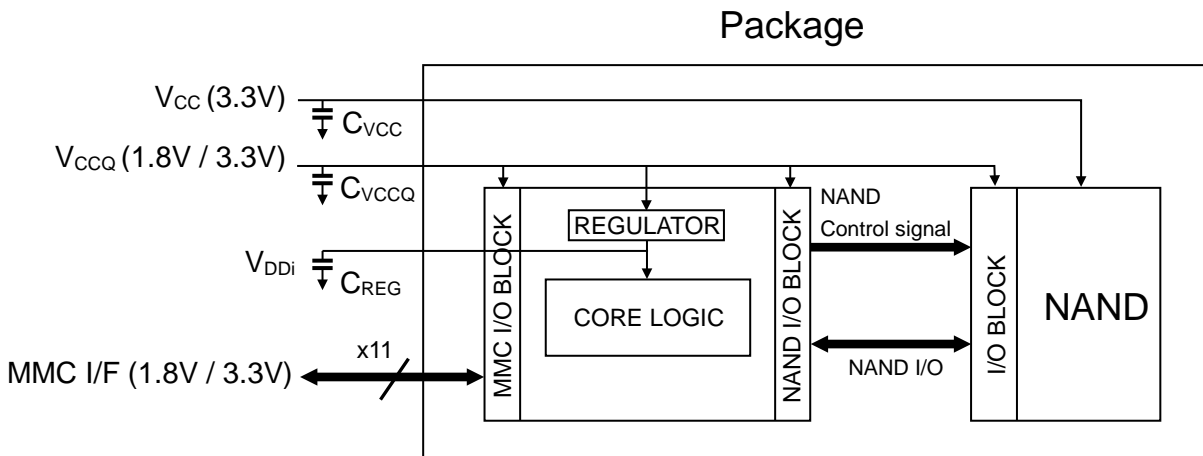 Package
VCC (3.3V)
CVCC
VCCQ (1.8V / 3.3V)
CVCCQ
VDDi
CREG
MMC I/F (1.8V / 3.3V)
x11
MMC I/O BLOCK
REGULATOR
CORE LOGIC
NAND I/O BLOCK
NAND
Control signal
NAND I/O
I/O BLOCK
NAND